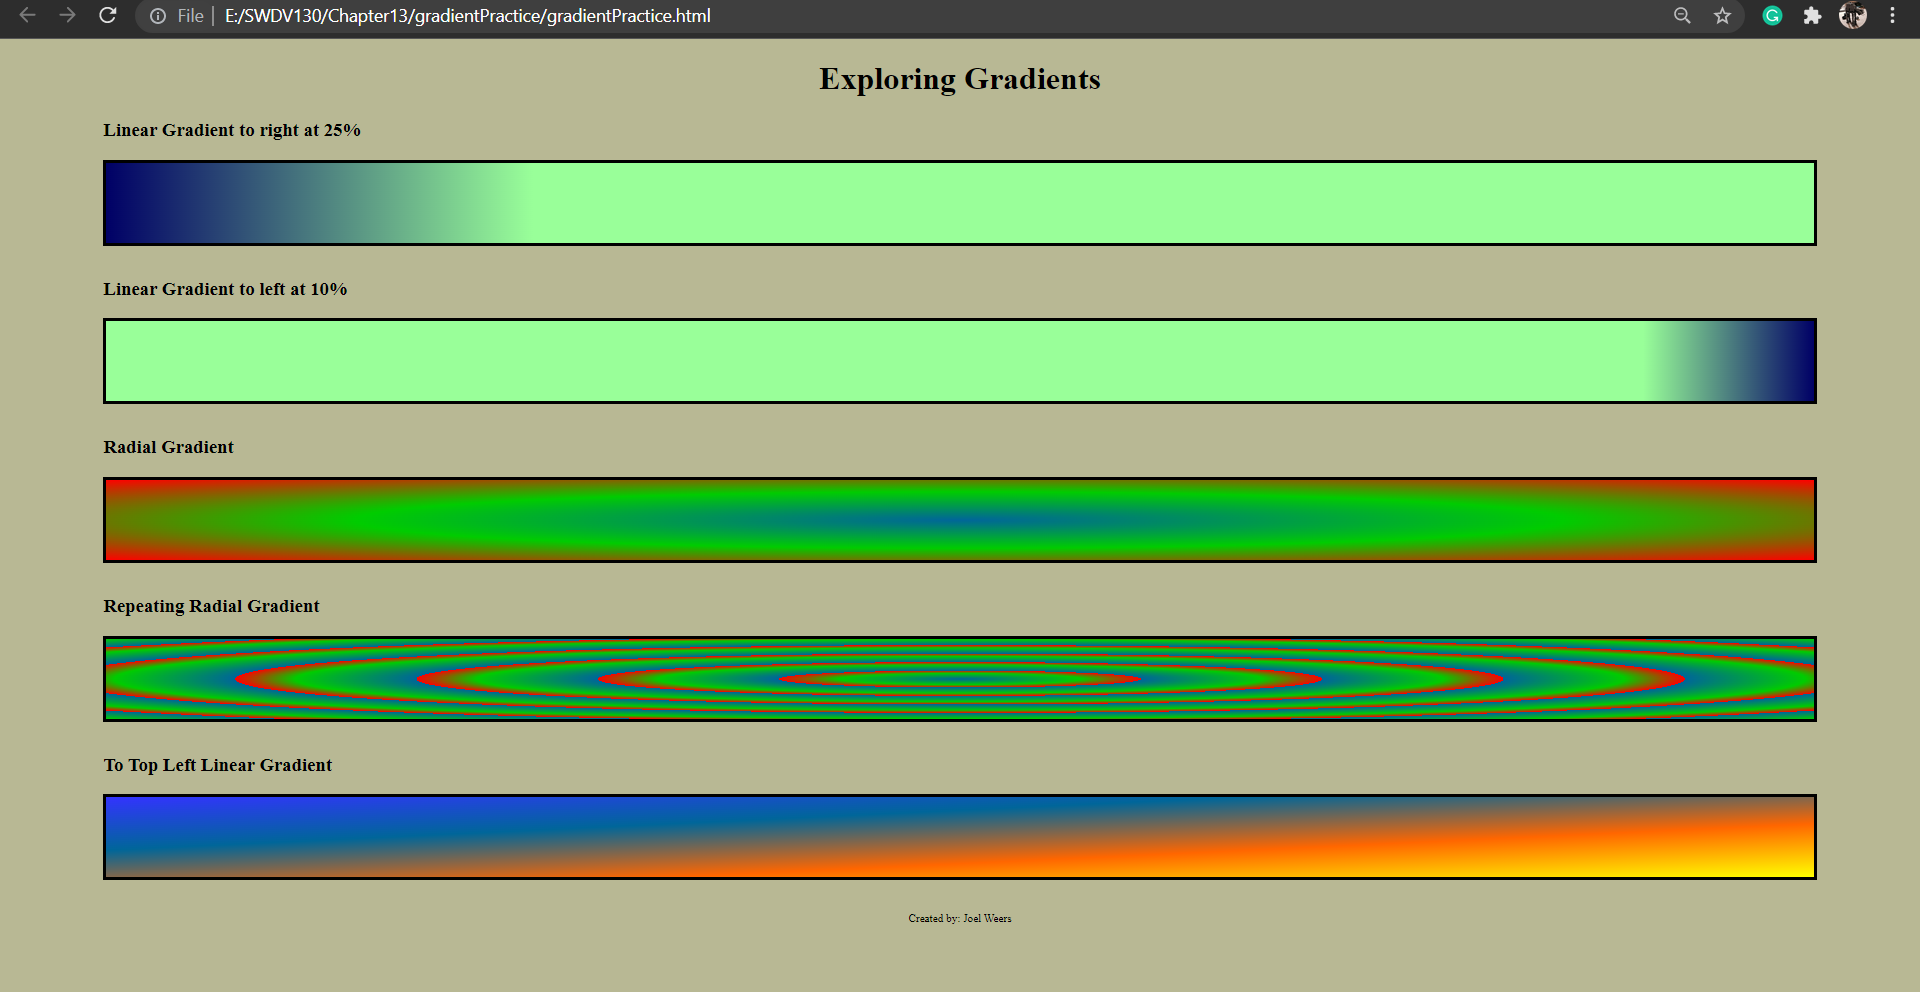 File | E:/SWDV130/Chapter13/gradientPractice/gradientPractice.html
Exploring Gradients
Linear Gradient to right at 25%
Linear Gradient to left at 10%
Radial Gradient
Repeating Radial Gradient
To Top Left Linear Gradient
Created by: Joel Weers